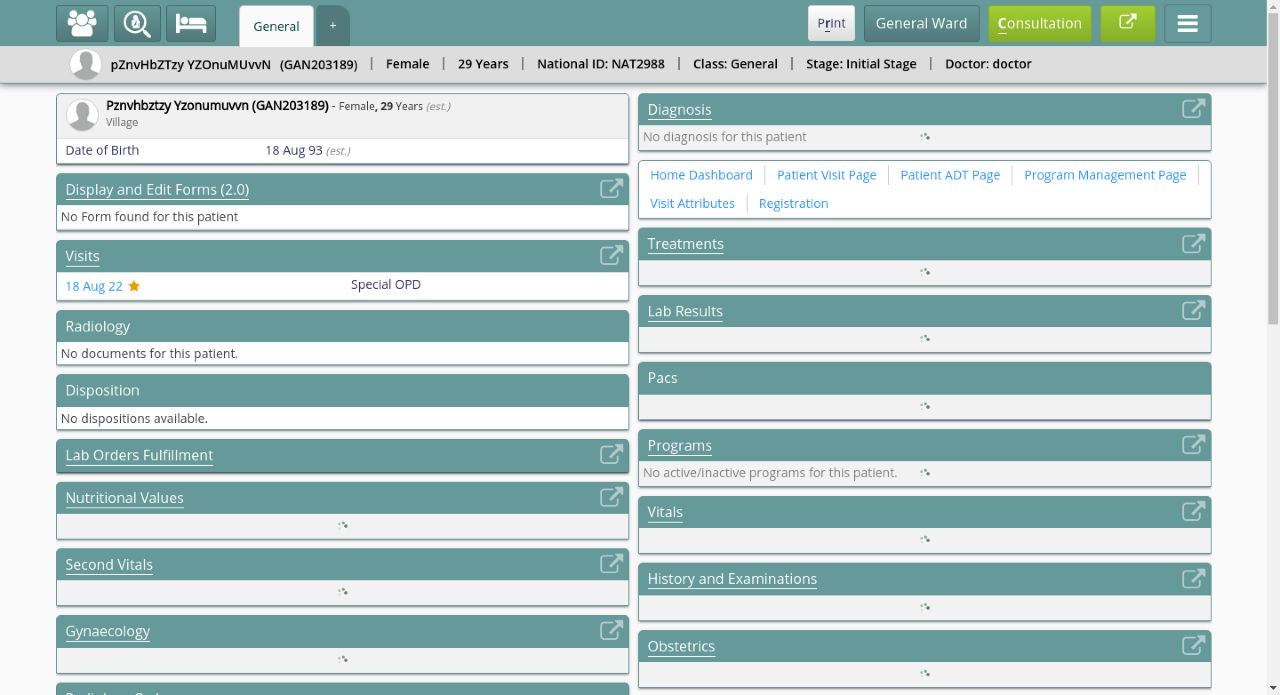 General
+
Print
General Ward
Consultation
pZnvHbZTzy YZOnuMUvvN (GAN203189) | Female | 29 Years | National ID: NAT2988 | Class: General | Stage: Initial Stage | Doctor: doctor
Pznvhbztzy Yzonumuvvn (GAN203189) - Female, 29 Years (est.)
Village
Date of Birth 18 Aug 93 (est.)
Display and Edit Forms (2.0)
No Form found for this patient
Visits
18 Aug 22 Special OPD
Radiology
No documents for this patient.
Disposition
No dispositions available.
Lab Orders Fulfillment
Nutritional Values
Second Vitals
Gynaecology
Diagnosis
No diagnosis for this patient
Home Dashboard Patient Visit Page Patient ADT Page Program Management Page
Visit Attributes Registration
Treatments
Lab Results
Pacs
Programs
No active/inactive programs for this patient.
Vitals
History and Examinations
Obstetrics